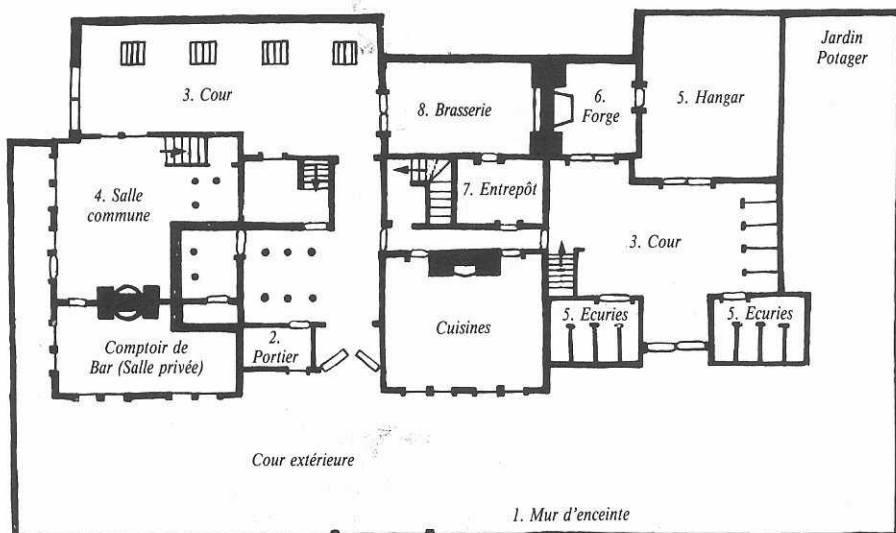 Jardin
Potager
3. Cour
8. Brasserie
6.
Forge
5. Hangar
4. Salle
commune
7. Entrepôt
3. Cour
5. Ecuries
5. Ecuries
Cuisines
2.
Portier
Comptoir de
Bar (Salle privée)
Cour extérieure
1. Mur d'enceinte